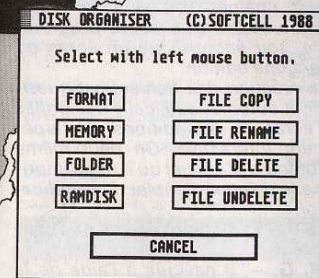 DISK ORGANISER (C)SOFTCELL 1988
Select with left mouse button.
FORMAT FILE COPY
MEMORY FILE RENAME
FOLDER FILE DELETE
RAMDISK FILE UNDELETE
CANCEL